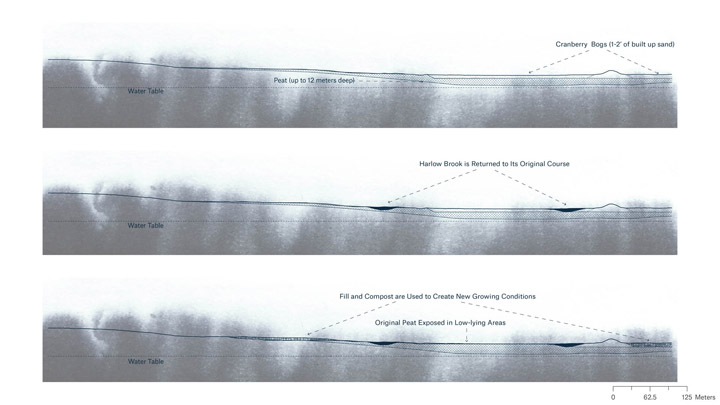 Cranberry Bogs (1-2' of built up sand)
Peat (up to 12 meters deep)
Water Table
Harlow Brook is Returned to Its Original Course
Water Table
Fill and Compost are Used to Create New Growing Conditions
Original Peat Exposed in Low-lying Areas
Water Table
0 62.5 125 Meters